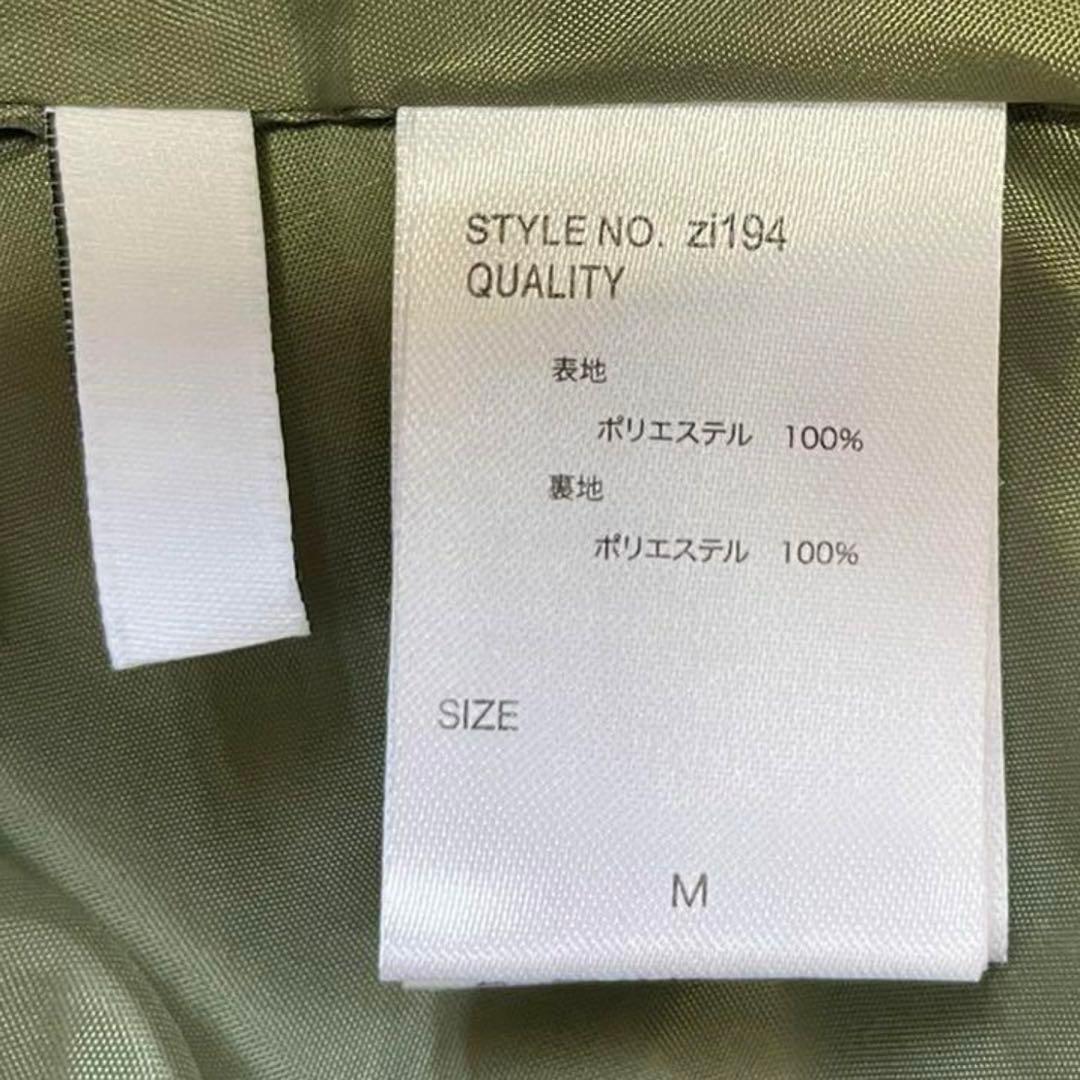 STYLE NO. zi194
QUALITY
表地
ポリエステル 100%
裏地
ポリエステル 100%
SIZE
M